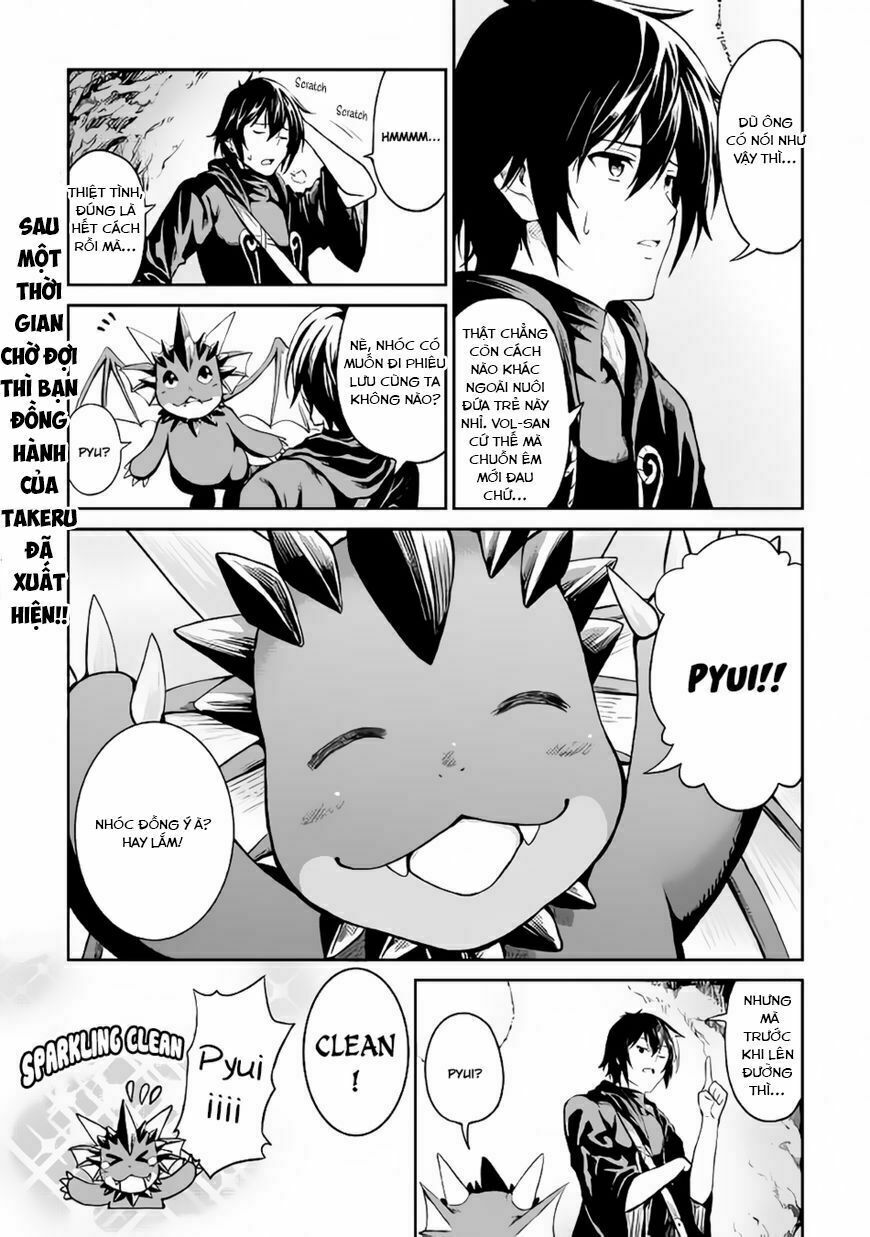 DÙ ÔNG
CÓ NÓI NHƯ
VẬY THÌ...
THẬT CHẲNG
CÒN CÁCH
NÀO KHÁC
NGOÀI NUÔI
ĐỨA TRẺ NÀY
NHỈ. VOL-SAN
CỨ THẾ MÀ
CHUỒN ÊM
MỚI ĐAU
CHỨ...
Scratch
Scratch
HMMMM...
THIỆT TÌNH,
ĐÚNG LÀ
HẾT CÁCH
RỒI MÀ...
NÈ, NHÓC CÓ
MUỐN ĐI PHIÊU
LƯU CÙNG TA
KHÔNG NÀO?
PYU?
SAU
MỘT
THỜI
GIAN
CHỜ ĐỢI
THÌ BẠN
ĐỒNG
HÀNH
CỦA
TAKERU
ĐÃ
XUẤT
HIỆN!!
PYUI!!
NHÓC ĐỒNG Ý À?
HAY LẮM!
NHƯNG
MÀ
TRƯỚC
KHI LÊN
ĐƯỜNG
THÌ...
PYUI?
CLEAN
!
Pyui
iiii
SPARKLING CLEAN